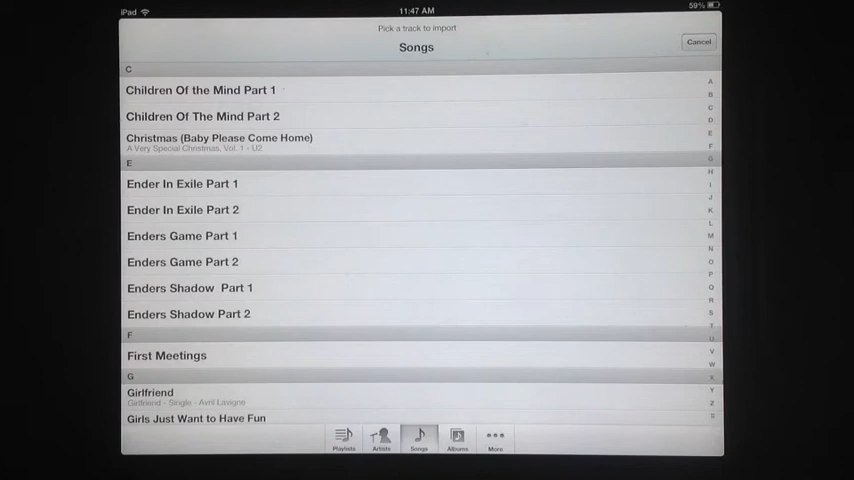 iPad
11:47 AM
59%
Pick a track to import
Songs
Cancel
C
Children Of the Mind Part 1
Children Of The Mind Part 2
Christmas (Baby Please Come Home)
A Very Special Christmas, Vol. 1 - U2
E
Ender In Exile Part 1
Ender In Exile Part 2
Enders Game Part 1
Enders Game Part 2
Enders Shadow Part 1
Enders Shadow Part 2
F
First Meetings
G
Girlfriend
Girlfriend - Single - Avril Lavigne
Girls Just Want to Have Fun
A
B
C
D
E
F
G
H
I
J
K
L
M
N
O
P
Q
R
S
T
U
V
W
X
Y
Z
Playlists
Artists
Songs
Albums
More